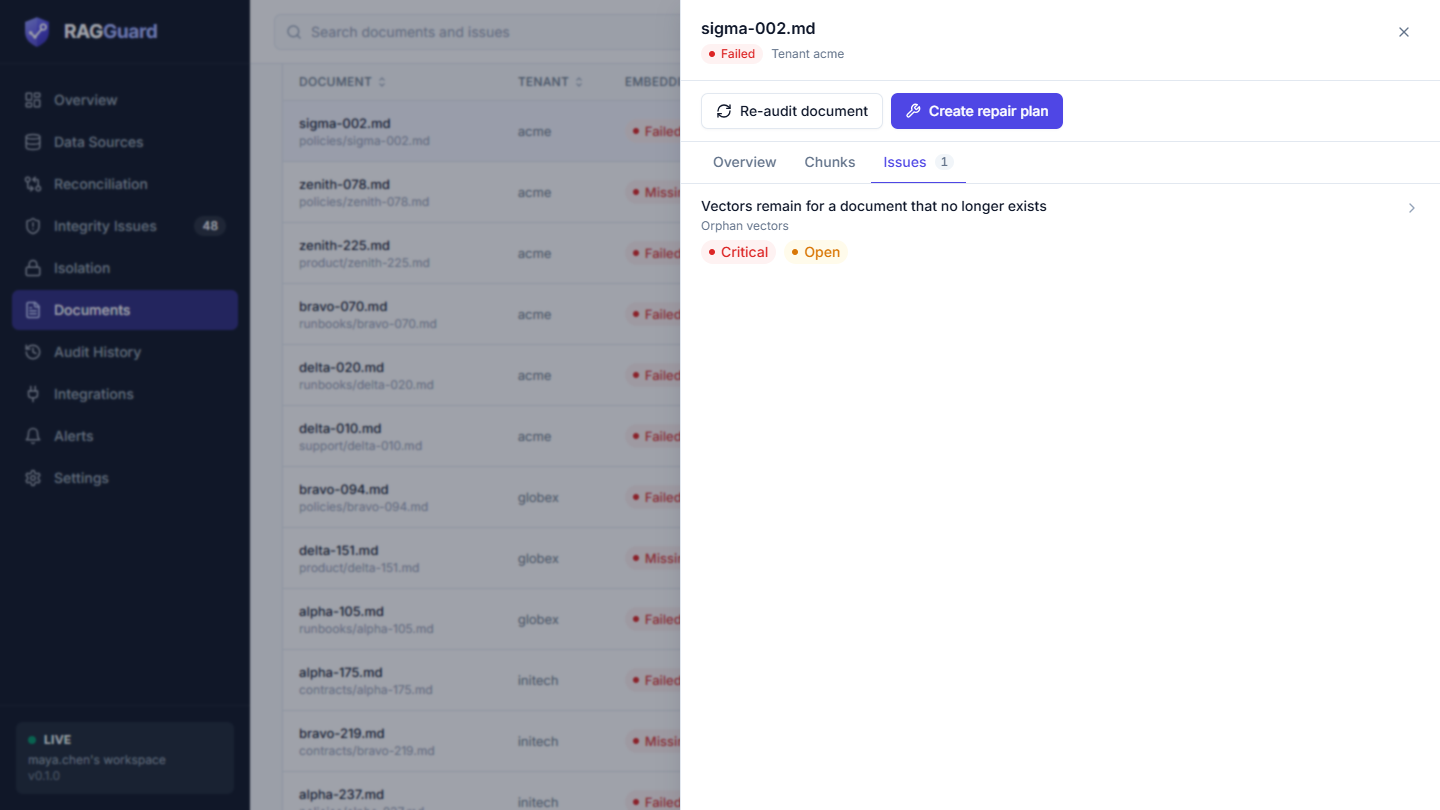 RAGGuard
Overview
Data Sources
Reconciliation
Integrity Issues 48
Isolation
Documents
Audit History
Integrations
Alerts
Settings
LIVE
maya.chen's workspace
v0.1.0
Search documents and issues
DOCUMENT TENANT
sigma-002.md acme Failed
policies/sigma-002.md
zenith-078.md acme
policies/zenith-078.md
zenith-225.md acme Failed
product/zenith-225.md
bravo-070.md acme Failed
runbooks/bravo-070.md
delta-020.md acme Failed
runbooks/delta-020.md
delta-010.md acme Failed
support/delta-010.md
bravo-094.md globex Failed
policies/bravo-094.md
delta-151.md globex
product/delta-151.md
alpha-105.md globex Failed
runbooks/alpha-105.md
alpha-175.md initech Failed
contracts/alpha-175.md
bravo-219.md initech
contracts/bravo-219.md
alpha-237.md initech Failed
sigma-002.md
Failed Tenant acme
Re-audit document Create repair plan
Overview Chunks Issues 1
Vectors remain for a document that no longer exists
Orphan vectors
Critical Open